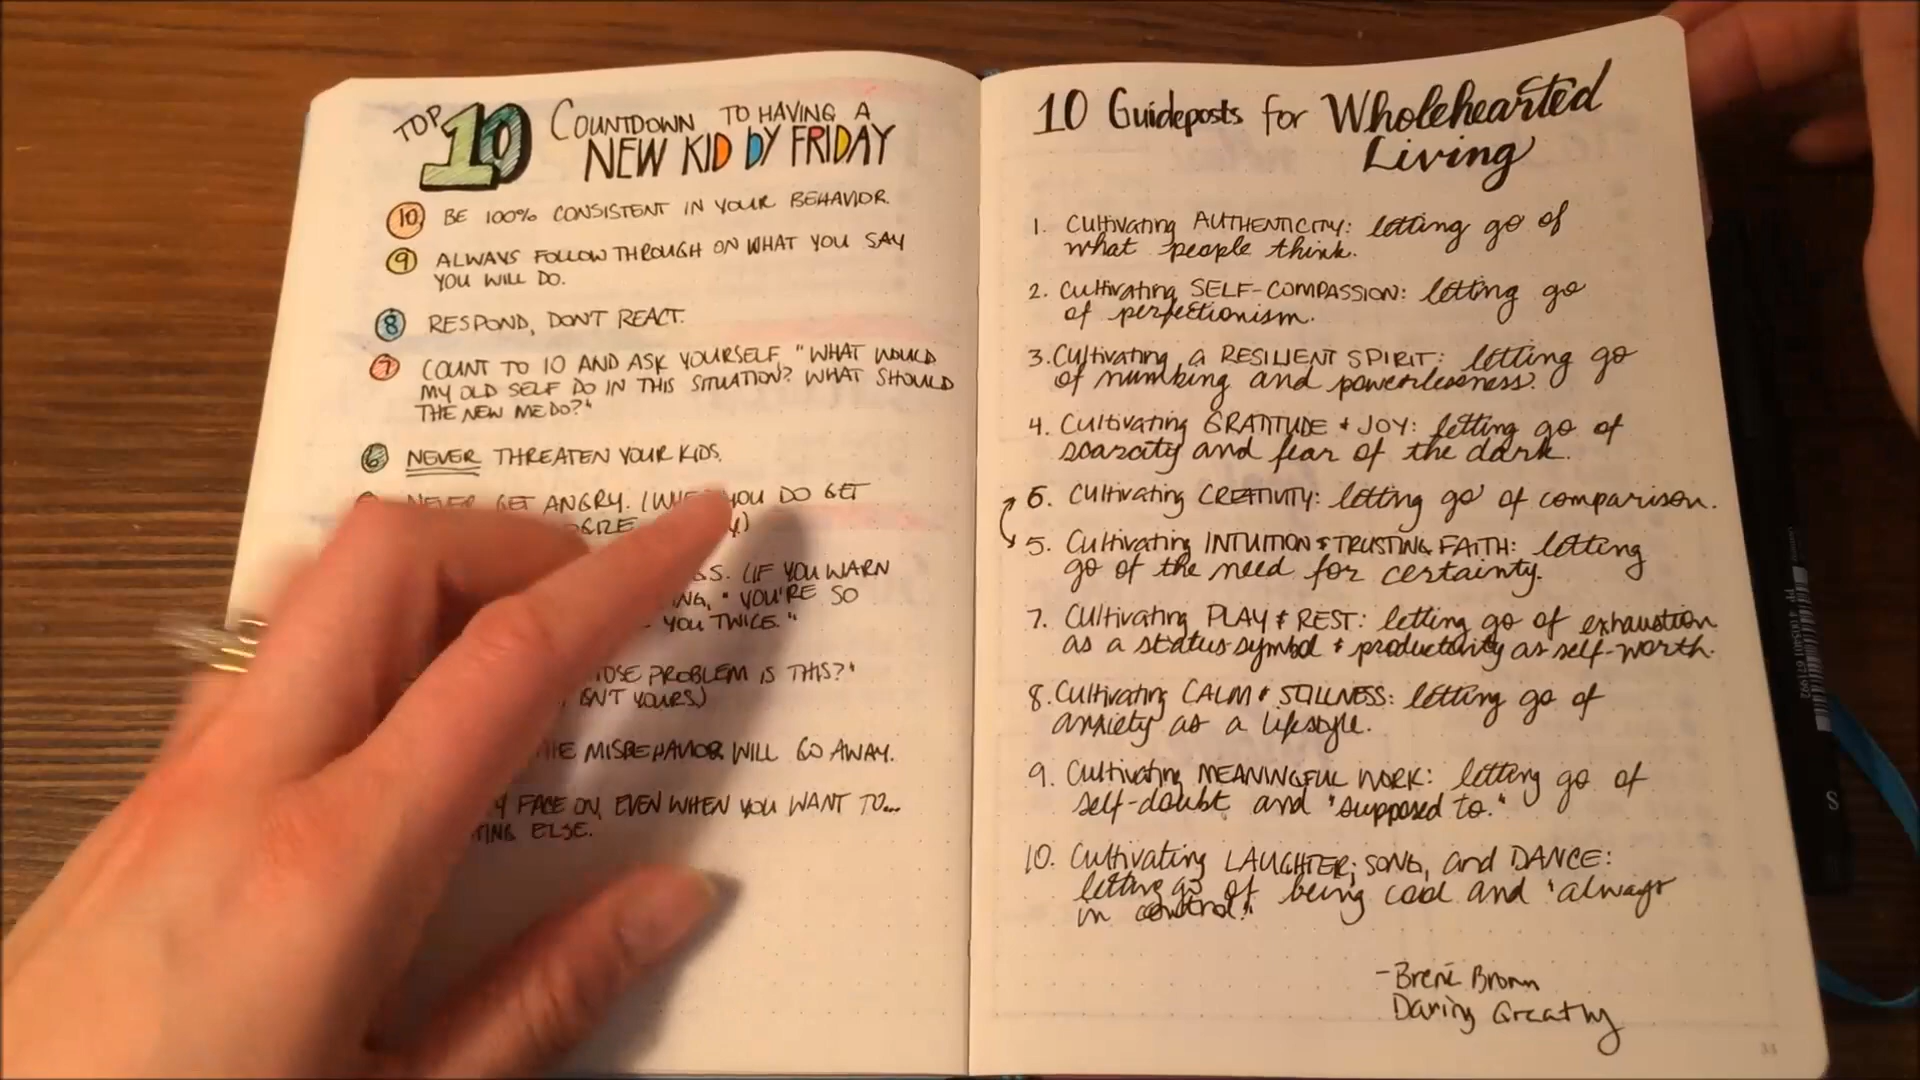 TOP 10 COUNTDOWN TO HAVING A
NEW KID BY FRIDAY
10 BE 100% CONSISTENT IN YOUR BEHAVIOR.
9 ALWAYS FOLLOW THROUGH ON WHAT YOU SAY
YOU WILL DO.
8 RESPOND, DON'T REACT.
7 COUNT TO 10 AND ASK YOURSELF, "WHAT WOULD
MY OLD SELF DO IN THIS SITUATION? WHAT SHOULD
THE NEW ME DO?"
6 NEVER THREATEN YOUR KIDS.
NEVER GET ANGRY. YOU DO GET
(IF YOU WARN
"YOU'RE SO
YOU TWICE."
PROBLEM IS THIS?"
YOURS)
MISBEHAVIOR WILL GO AWAY.
FACE ON, EVEN WHEN YOU WANT TO...
ELSE.
10 Guideposts for Wholehearted
Living
1. Cultivating AUTHENTICITY: letting go of
what people think.
2. Cultivating SELF-COMPASSION: letting go
of perfectionism.
3. Cultivating a RESILIENT SPIRIT: letting go
of numbing and powerlessness.
4. Cultivating GRATITUDE + JOY: letting go of
scarcity and fear of the dark.
6. Cultivating CREATIVITY: letting go of comparison.
5. Cultivating INTUITION & TRUSTING FAITH: letting
go of the need for certainty.
7. Cultivating PLAY & REST: letting go of exhaustion
as a status symbol & productivity as self-worth.
8. Cultivating CALM & STILLNESS: letting go of
anxiety as a lifestyle.
9. Cultivating MEANINGFUL WORK: letting go of
self-doubt and "supposed to."
10. Cultivating LAUGHTER, SONG, and DANCE:
letting go of being cool and "always
in control."
-Brené Brown
Daring Greatly
33
S